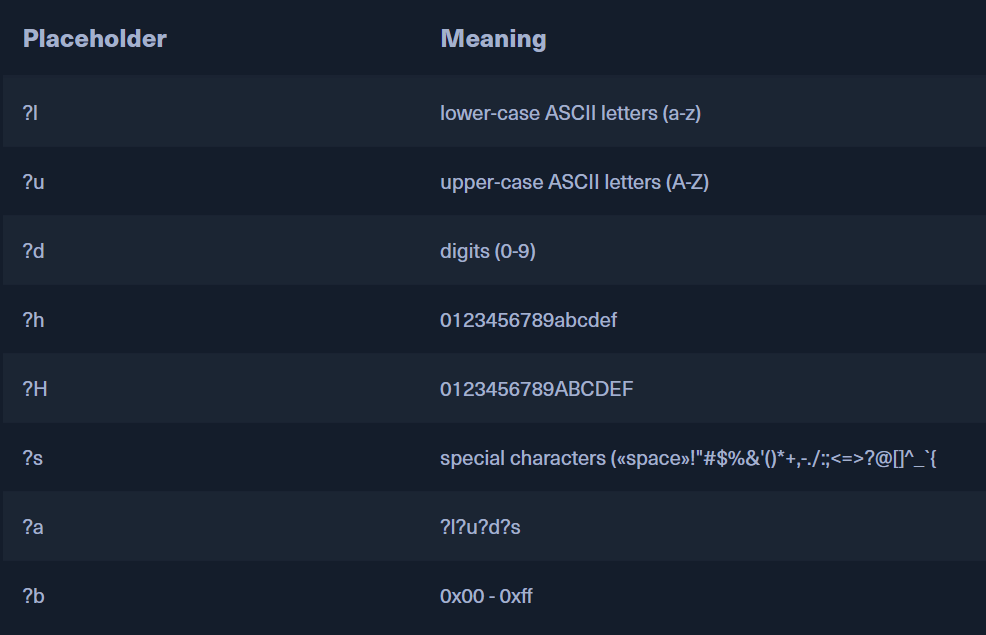 Placeholder Meaning
?l lower-case ASCII letters (a-z)
?u upper-case ASCII letters (A-Z)
?d digits (0-9)
?h 0123456789abcdef
?H 0123456789ABCDEF
?s special characters («space»!"#$%&'()*+,-./:;<=>?@[]^_`{
?a ?l?u?d?s
?b 0x00 - 0xff